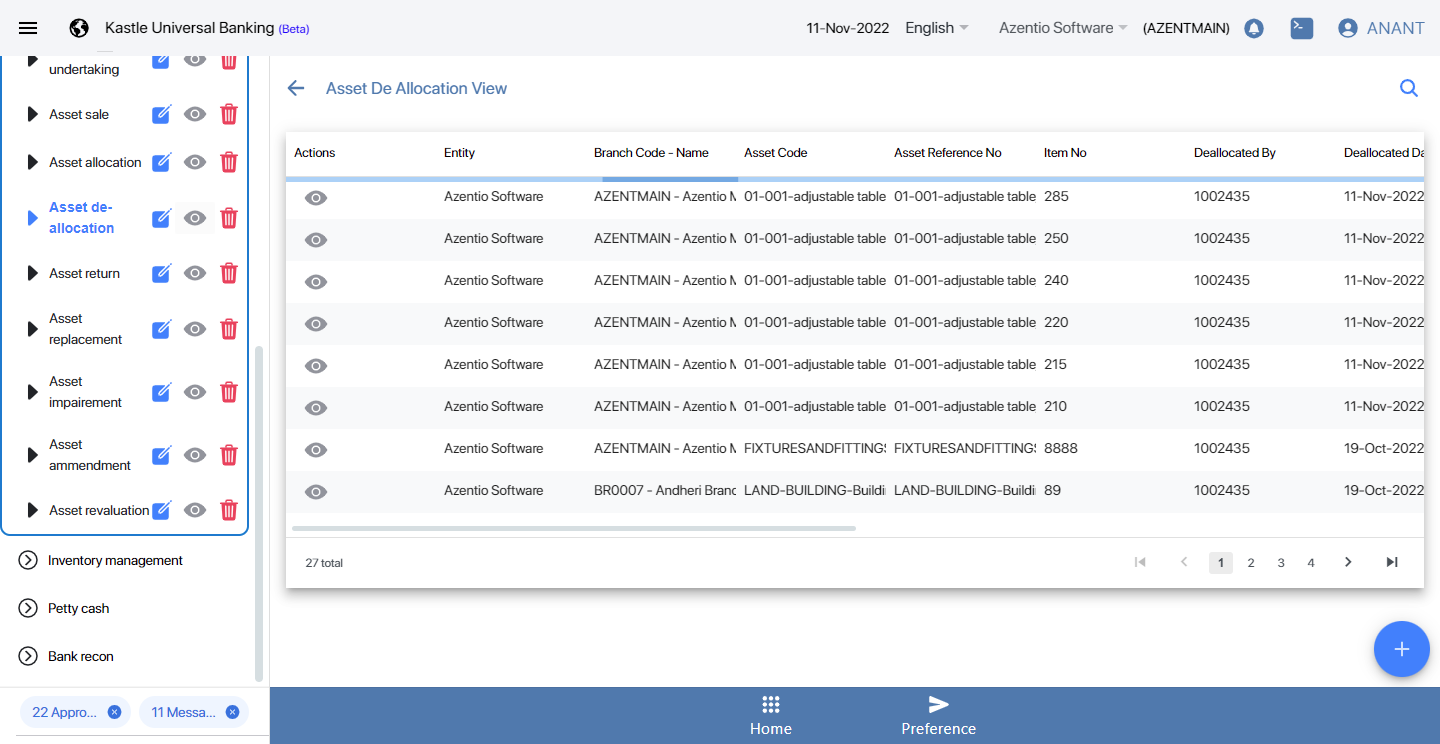 Kastle Universal Banking (Beta)
11-Nov-2022 English Azentio Software (AZENTMAIN) ANANT
undertaking
Asset sale
Asset allocation
Asset de-
allocation
Asset return
Asset
replacement
Asset
impairement
Asset
ammendment
Asset revaluation
Inventory management
Petty cash
Bank recon
22 Appro...
11 Messa...
Asset De Allocation View
Actions Entity Branch Code - Name Asset Code Asset Reference No Item No Deallocated By Deallocated Da
Azentio Software AZENTMAIN - Azentio M 01-001-adjustable table 01-001-adjustable table 285 1002435 11-Nov-2022
Azentio Software AZENTMAIN - Azentio M 01-001-adjustable table 01-001-adjustable table 250 1002435 11-Nov-2022
Azentio Software AZENTMAIN - Azentio M 01-001-adjustable table 01-001-adjustable table 240 1002435 11-Nov-2022
Azentio Software AZENTMAIN - Azentio M 01-001-adjustable table 01-001-adjustable table 220 1002435 11-Nov-2022
Azentio Software AZENTMAIN - Azentio M 01-001-adjustable table 01-001-adjustable table 215 1002435 11-Nov-2022
Azentio Software AZENTMAIN - Azentio M 01-001-adjustable table 01-001-adjustable table 210 1002435 11-Nov-2022
Azentio Software AZENTMAIN - Azentio M FIXTURESANDFITTINGS FIXTURESANDFITTINGS 8888 1002435 19-Oct-2022
Azentio Software BR0007 - Andheri Branc LAND-BUILDING-Buildi LAND-BUILDING-Buildi 89 1002435 19-Oct-2022
27 total
1 2 3 4
Home
Preference